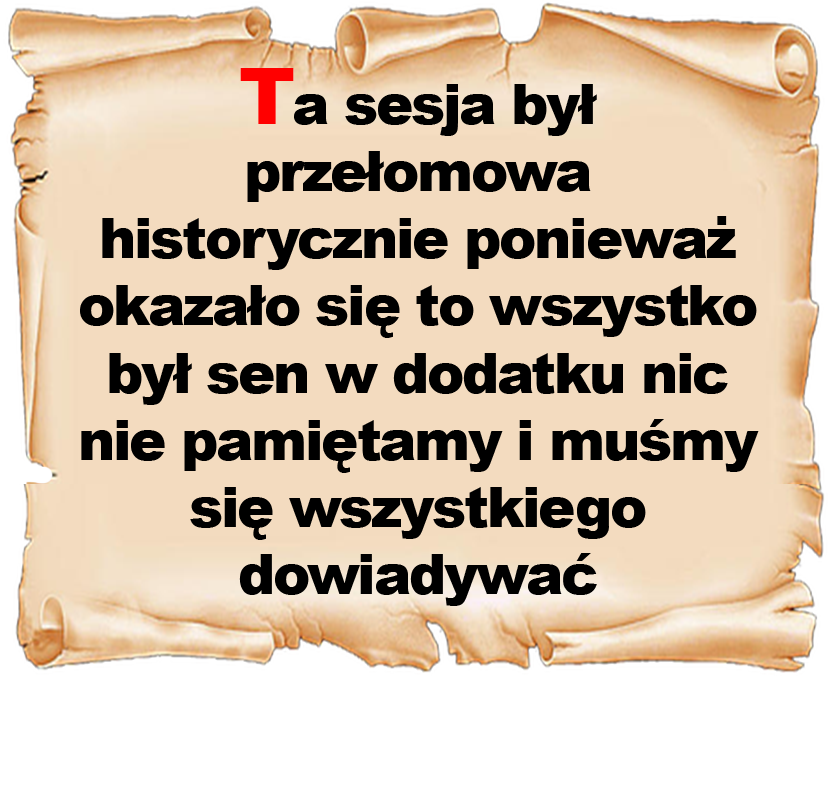 Ta sesja był
przełomowa
historycznie ponieważ
okazało się to wszystko
był sen w dodatku nic
nie pamiętamy i muśmy
się wszystkiego
dowiadywać